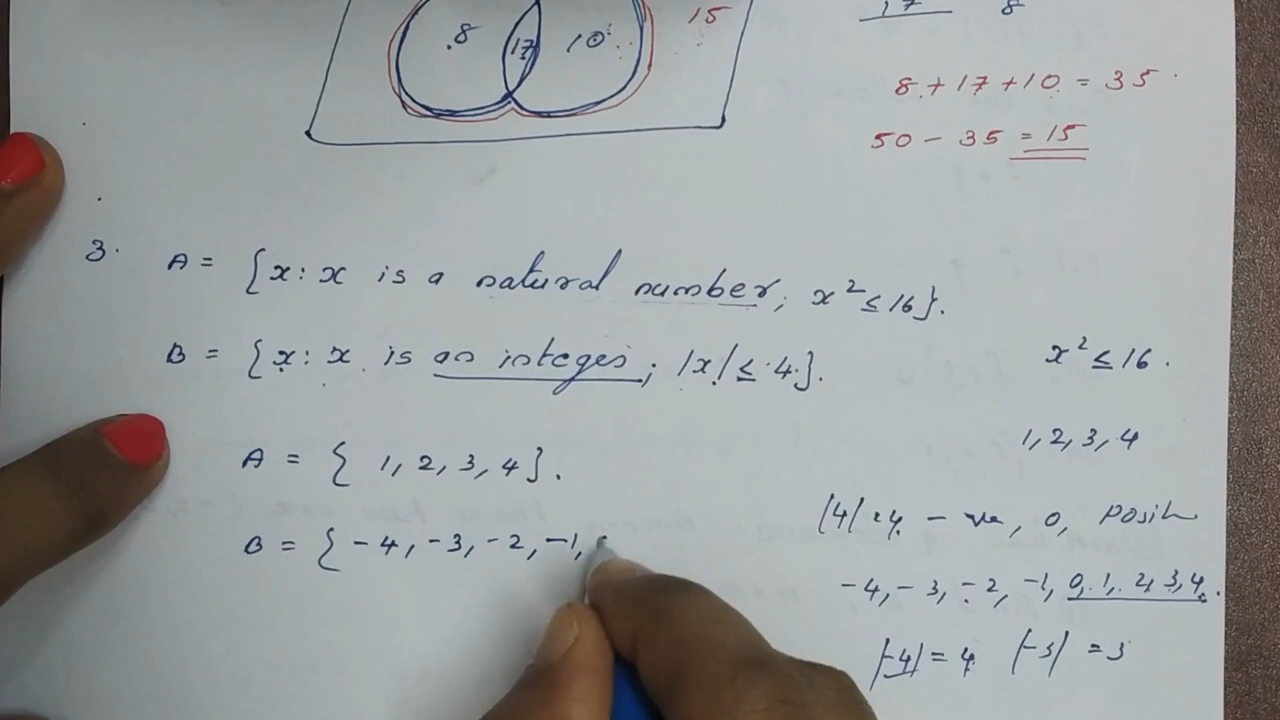 8 17 10 15
17 8
8 + 17 + 10 = 35
50 - 35 = 15
3. A = {x : x is a natural number; x² ≤ 16}.
B = {x : x is an integer; |x| ≤ 4}.
x² ≤ 16.
1, 2, 3, 4
A = { 1, 2, 3, 4 }.
|4| = 4. - ve, 0,
B = { -4, -3, -2, -1,
-4, -3, -2, -1, 0, 1, 2, 3, 4.
|-4| = 4 |-3| = 3